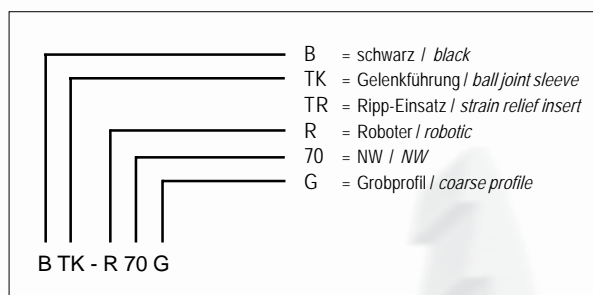 B = schwarz / black
TK = Gelenkführung / ball joint sleeve
TR = Ripp-Einsatz / strain relief insert
R = Roboter / robotic
70 = NW / NW
G = Grobprofil / coarse profile
B TK - R 70 G